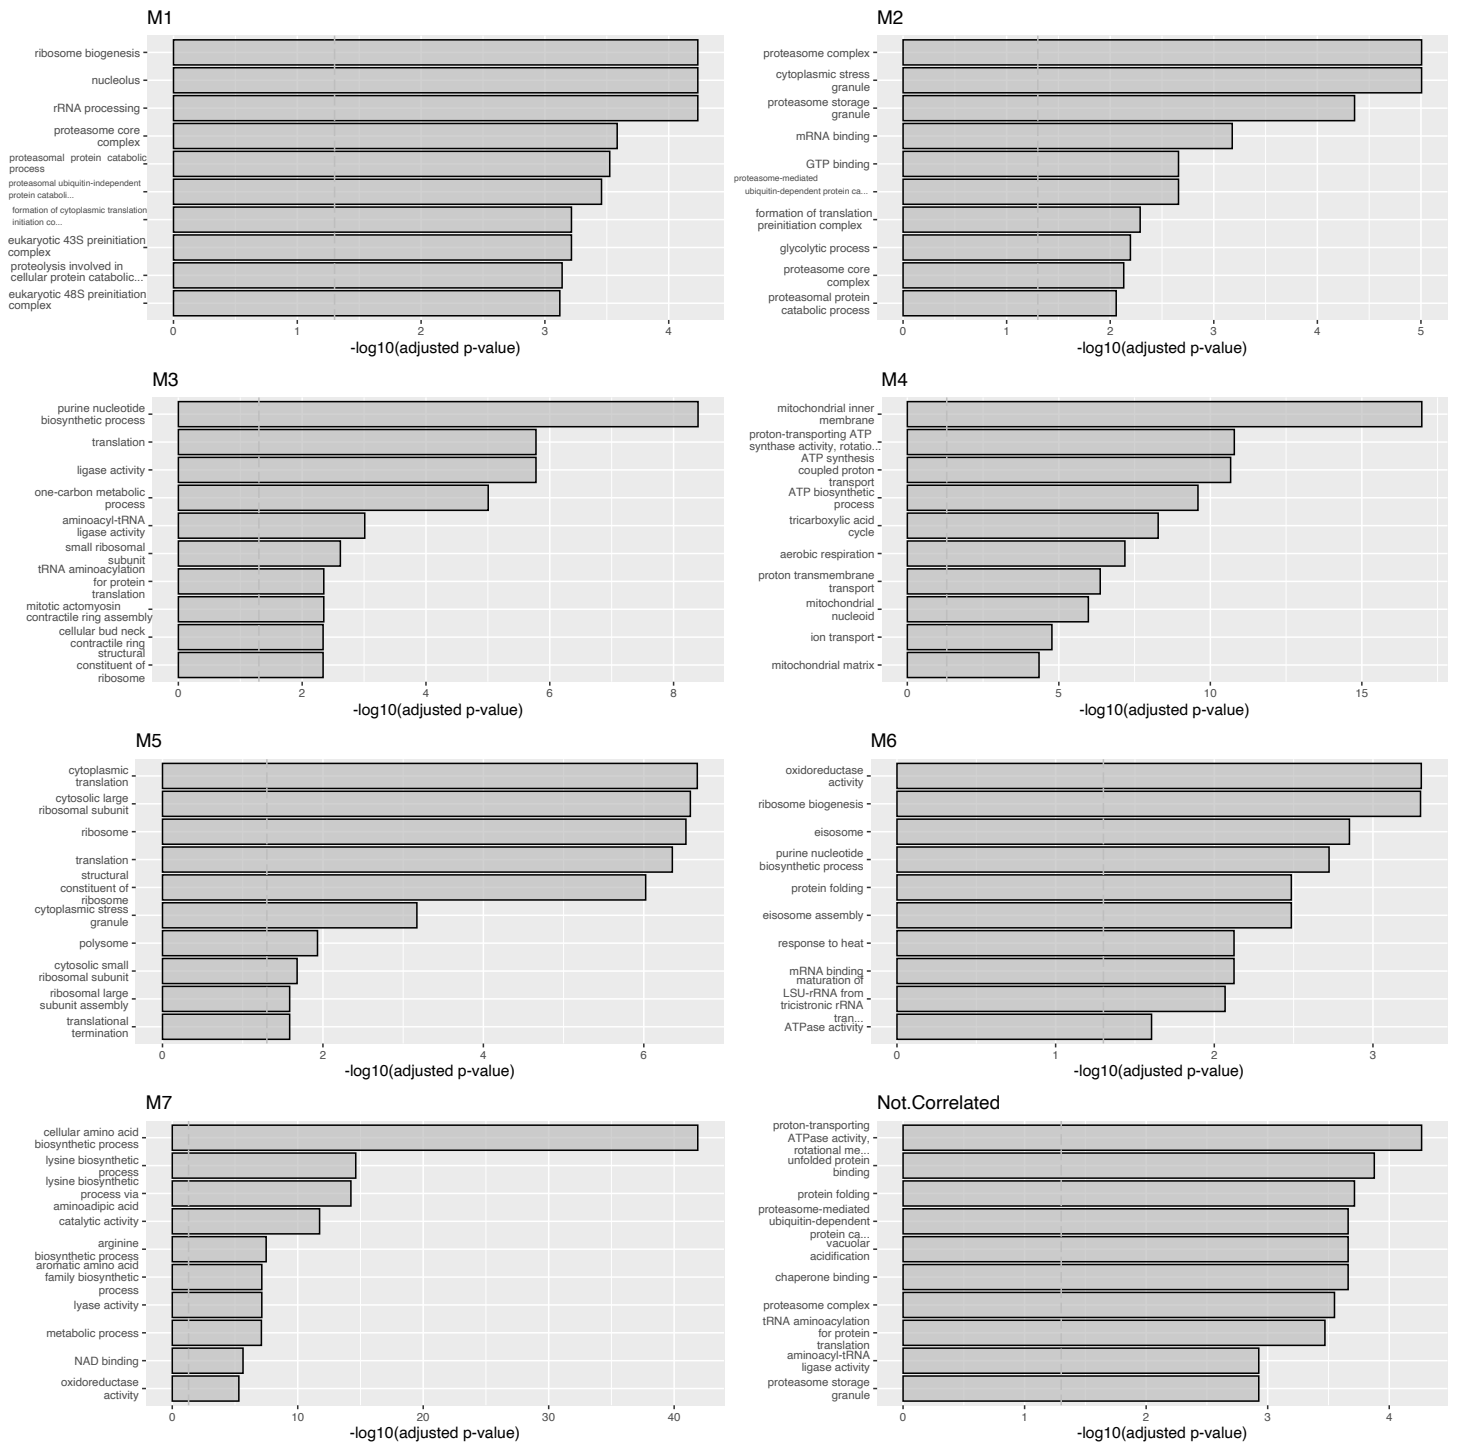 M1
ribosome biogenesis
nucleolus
rRNA processing
proteasome core
complex
proteasomal protein catabolic
process
proteasomal ubiquitin-independent
protein cataboli...
formation of cytoplasmic translation
initiation co...
eukaryotic 43S preinitiation
complex
proteolysis involved in
cellular protein catabolic...
eukaryotic 48S preinitiation
complex
0 1 2 3 4
-log10(adjusted p-value)
M2
proteasome complex
cytoplasmic stress
granule
proteasome storage
granule
mRNA binding
GTP binding
proteasome-mediated
ubiquitin-dependent protein ca...
formation of translation
preinitiation complex
glycolytic process
proteasome core
complex
proteasomal protein
catabolic process
0 1 2 3 4 5
-log10(adjusted p-value)
M3
purine nucleotide
biosynthetic process
translation
ligase activity
one-carbon metabolic
process
aminoacyl-tRNA
ligase activity
small ribosomal
subunit
tRNA aminoacylation
for protein
translation
mitotic actomyosin
contractile ring assembly
cellular bud neck
contractile ring
structural
constituent of
ribosome
0 2 4 6 8
-log10(adjusted p-value)
M4
mitochondrial inner
membrane
proton-transporting ATP
synthase activity, rotatio...
ATP synthesis
coupled proton
transport
ATP biosynthetic
process
tricarboxylic acid
cycle
aerobic respiration
proton transmembrane
transport
mitochondrial
nucleoid
ion transport
mitochondrial matrix
0 5 10 15
-log10(adjusted p-value)
M5
cytoplasmic
translation
cytosolic large
ribosomal subunit
ribosome
translation
structural
constituent of
ribosome
cytoplasmic stress
granule
polysome
cytosolic small
ribosomal subunit
ribosomal large
subunit assembly
translational
termination
0 2 4 6
-log10(adjusted p-value)
M6
oxidoreductase
activity
ribosome biogenesis
eisosome
purine nucleotide
biosynthetic process
protein folding
eisosome assembly
response to heat
mRNA binding
maturation of
LSU-rRNA from
tricistronic rRNA
tran...
ATPase activity
0 1 2 3
-log10(adjusted p-value)
M7
cellular amino acid
biosynthetic process
lysine biosynthetic
process
lysine biosynthetic
process via
aminoadipic acid
catalytic activity
arginine
biosynthetic process
aromatic amino acid
family biosynthetic
process
lyase activity
metabolic process
NAD binding
oxidoreductase
activity
0 10 20 30 40
-log10(adjusted p-value)
Not.Correlated
proton-transporting
ATPase activity,
rotational me...
unfolded protein
binding
protein folding
proteasome-mediated
ubiquitin-dependent
protein ca...
vacuolar
acidification
chaperone binding
proteasome complex
tRNA aminoacylation
for protein
translation
aminoacyl-tRNA
ligase activity
proteasome storage
granule
0 1 2 3 4
-log10(adjusted p-value)